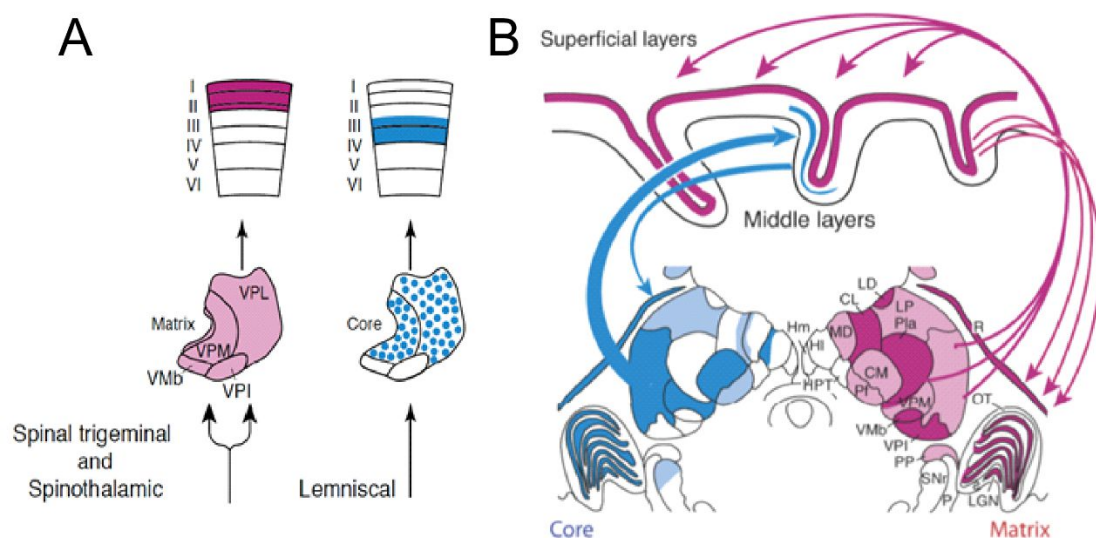 A
I
II
III
IV
V
VI
I
II
III
IV
V
VI
Matrix
VPL
VPM
VMb
VPI
Core
Spinal trigeminal
and
Spinothalamic
Lemniscal
B
Superficial layers
Middle layers
LD
CL
LP
Pla
MD
R
Hm
HPT
CM
Pf
VPM
OT
VMb
VPI
PP
SNr
P
LGN
Core
Matrix